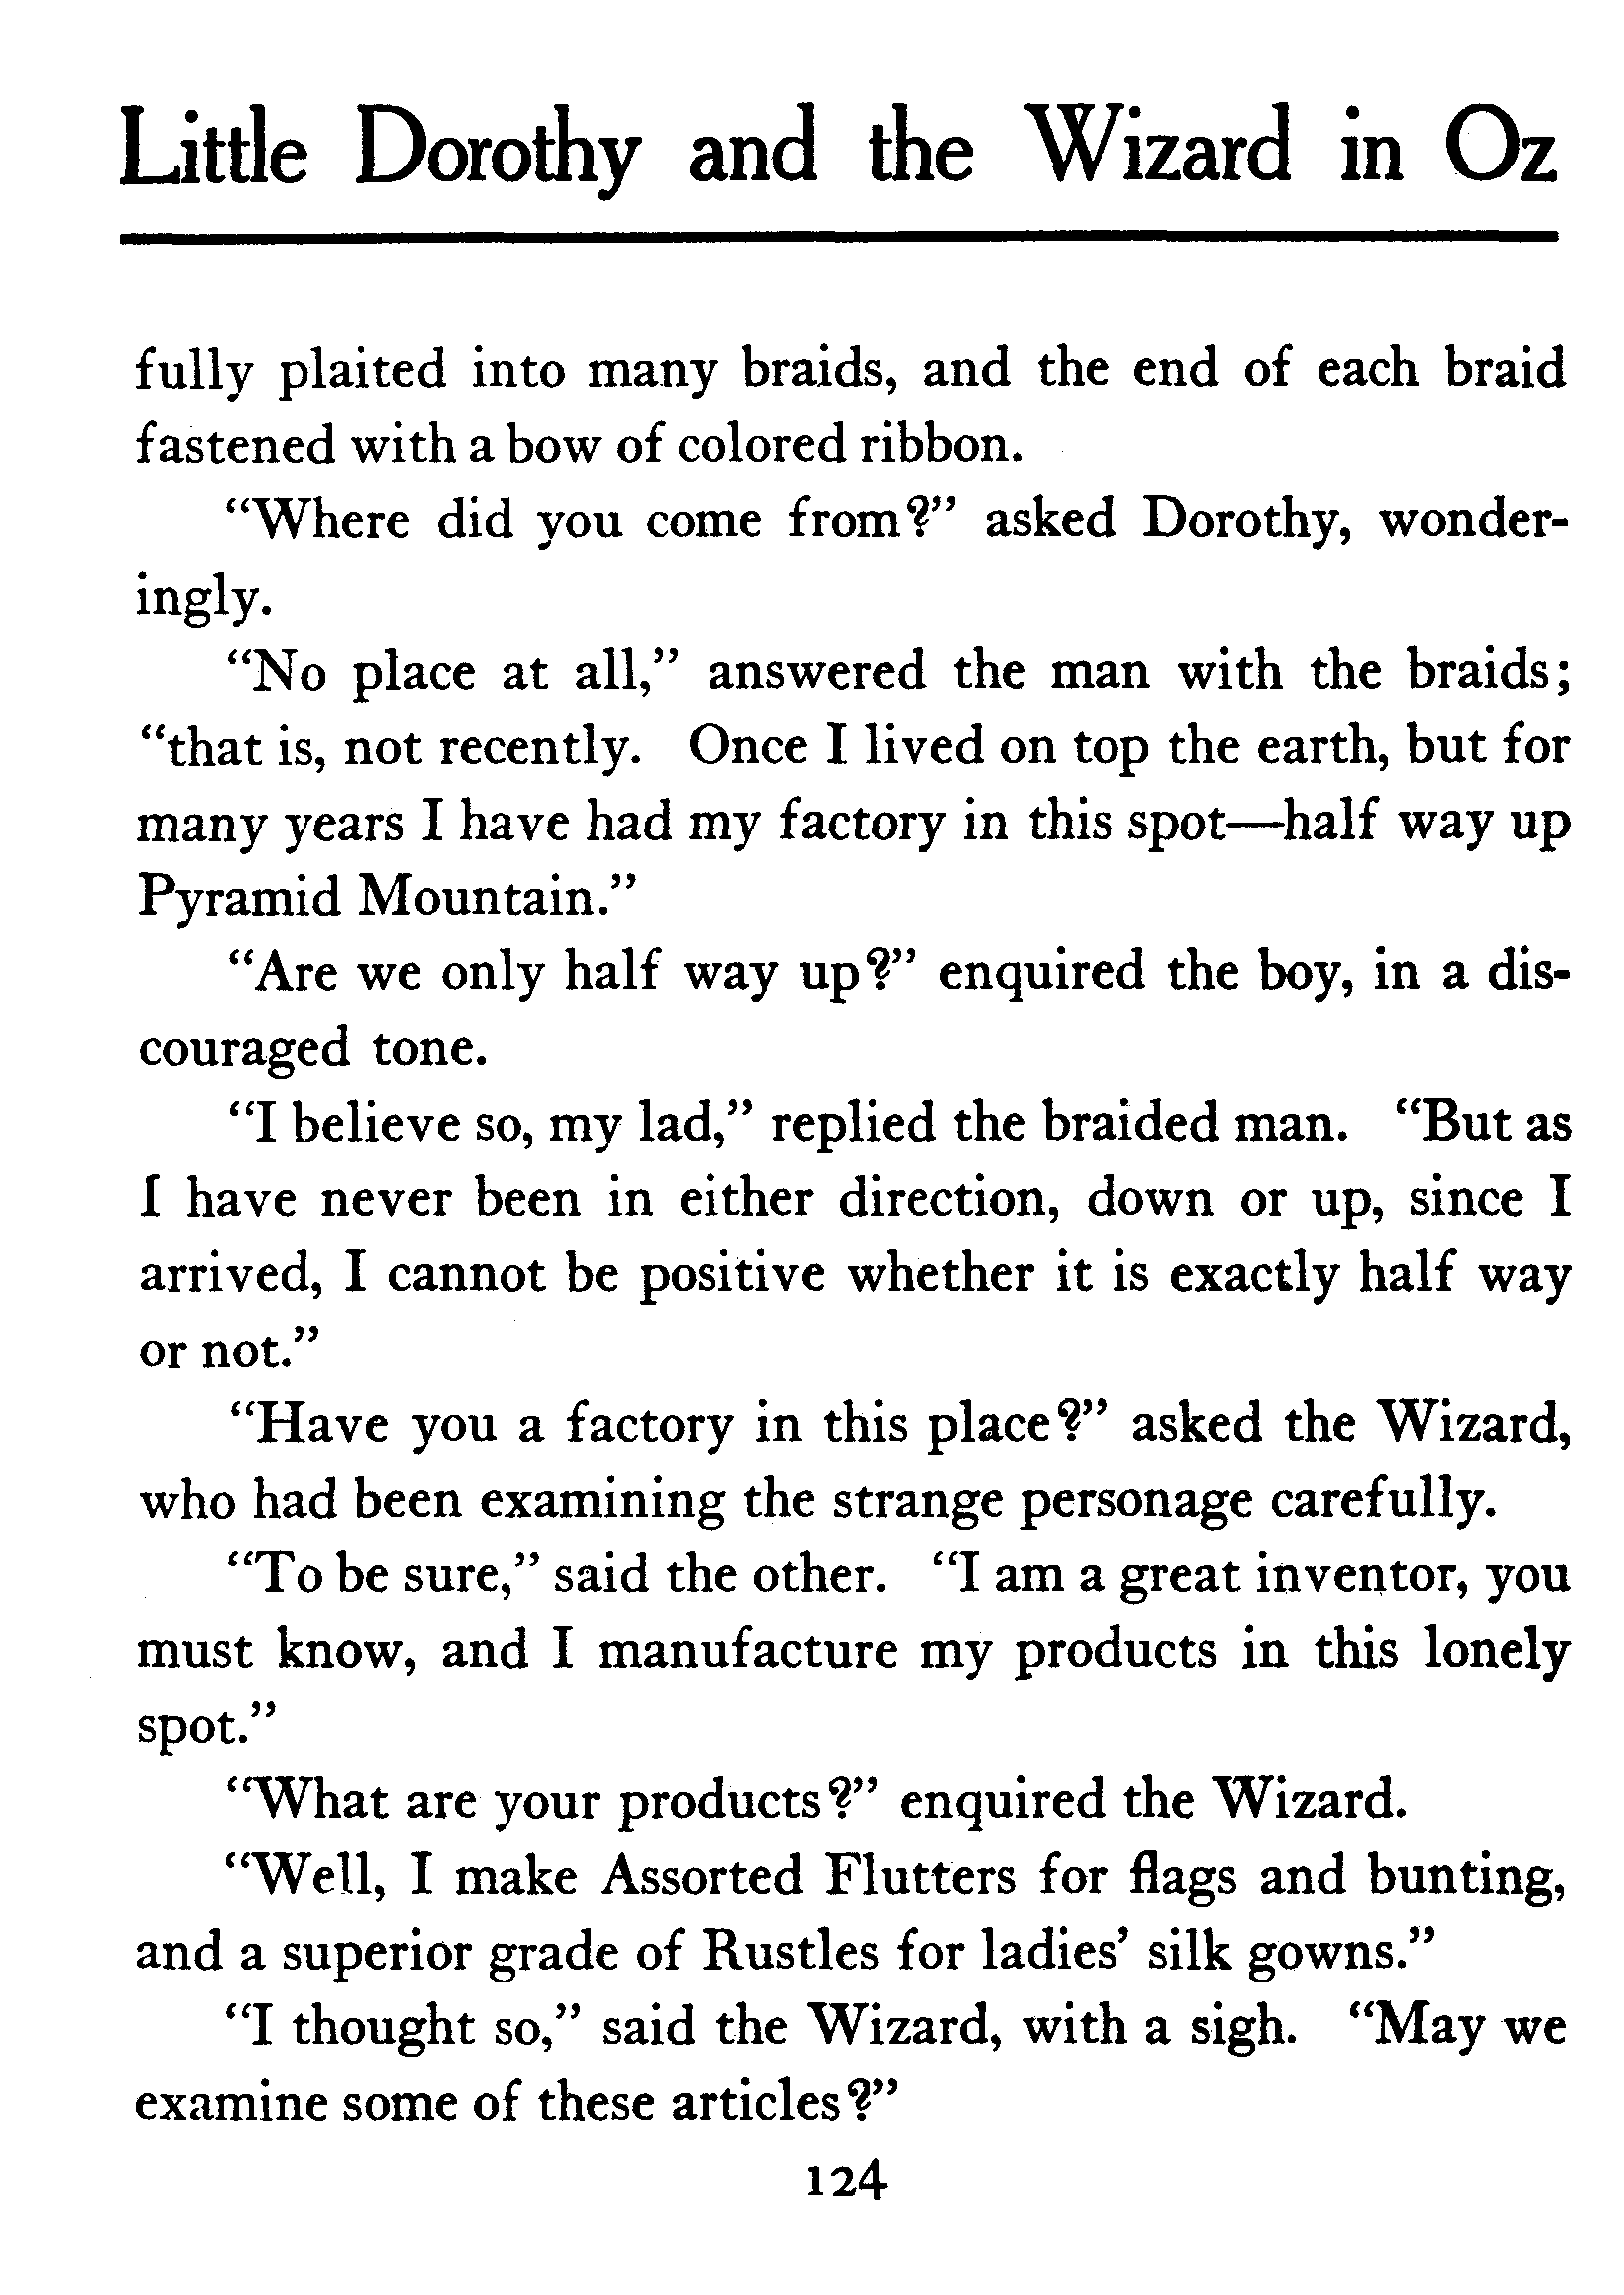 Little Dorothy and the Wizard in Oz
fully plaited into many braids, and the end of each braid
fastened with a bow of colored ribbon.
“Where did you come from?” asked Dorothy, wonder-
ingly.
“No place at all,” answered the man with the braids;
“that is, not recently. Once I lived on top the earth, but for
many years I have had my factory in this spot—half way up
Pyramid Mountain.”
“Are we only half way up?” enquired the boy, in a dis-
couraged tone.
“I believe so, my lad,” replied the braided man. “But as
I have never been in either direction, down or up, since I
arrived, I cannot be positive whether it is exactly half way
or not.”
“Have you a factory in this place?” asked the Wizard,
who had been examining the strange personage carefully.
“To be sure,” said the other. “I am a great inventor, you
must know, and I manufacture my products in this lonely
spot.”
“What are your products?” enquired the Wizard.
“Well, I make Assorted Flutters for flags and bunting,
and a superior grade of Rustles for ladies’ silk gowns.”
“I thought so,” said the Wizard, with a sigh. “May we
examine some of these articles?”
124